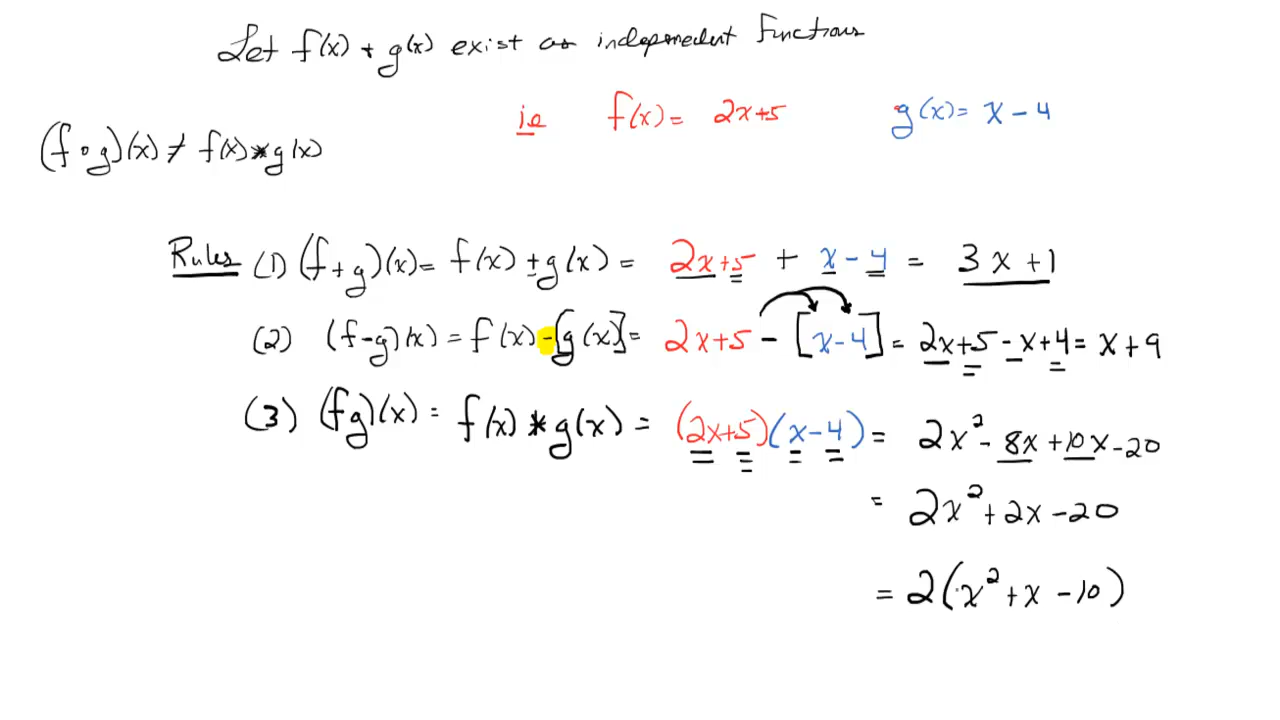 Let f(x) + g(x) exist as independent functions
ie f(x) = 2x+5 g(x) = x - 4
(f∘g)(x) ≠ f(x) * g(x)
Rules (1) (f+g)(x) = f(x) + g(x) = 2x+5 + x-4 = 3x+1
(2) (f-g)(x) = f(x) - [g(x)] = 2x+5 - [x-4] = 2x+5 - x+4 = x+9
(3) (fg)(x) = f(x) * g(x) = (2x+5)(x-4) = 2x² - 8x + 10x - 20
= 2x² + 2x - 20
= 2(x² + x - 10)